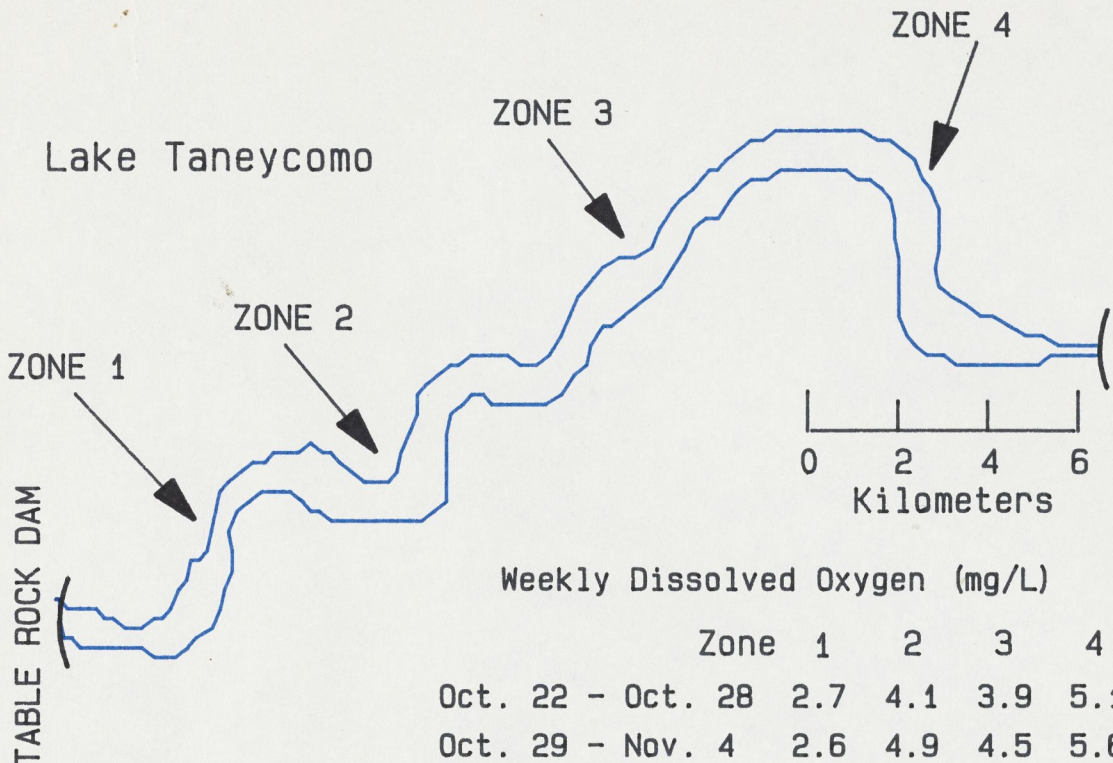 ZONE 4
ZONE 3
Lake Taneycomo
ZONE 2
ZONE 1
0 2 4 6
Kilometers
TABLE ROCK DAM
Weekly Dissolved Oxygen (mg/L)
Zone 1 2 3 4
Oct. 22 - Oct. 28 2.7 4.1 3.9
Oct. 29 - Nov. 4 2.6 4.9 4.5 5.6